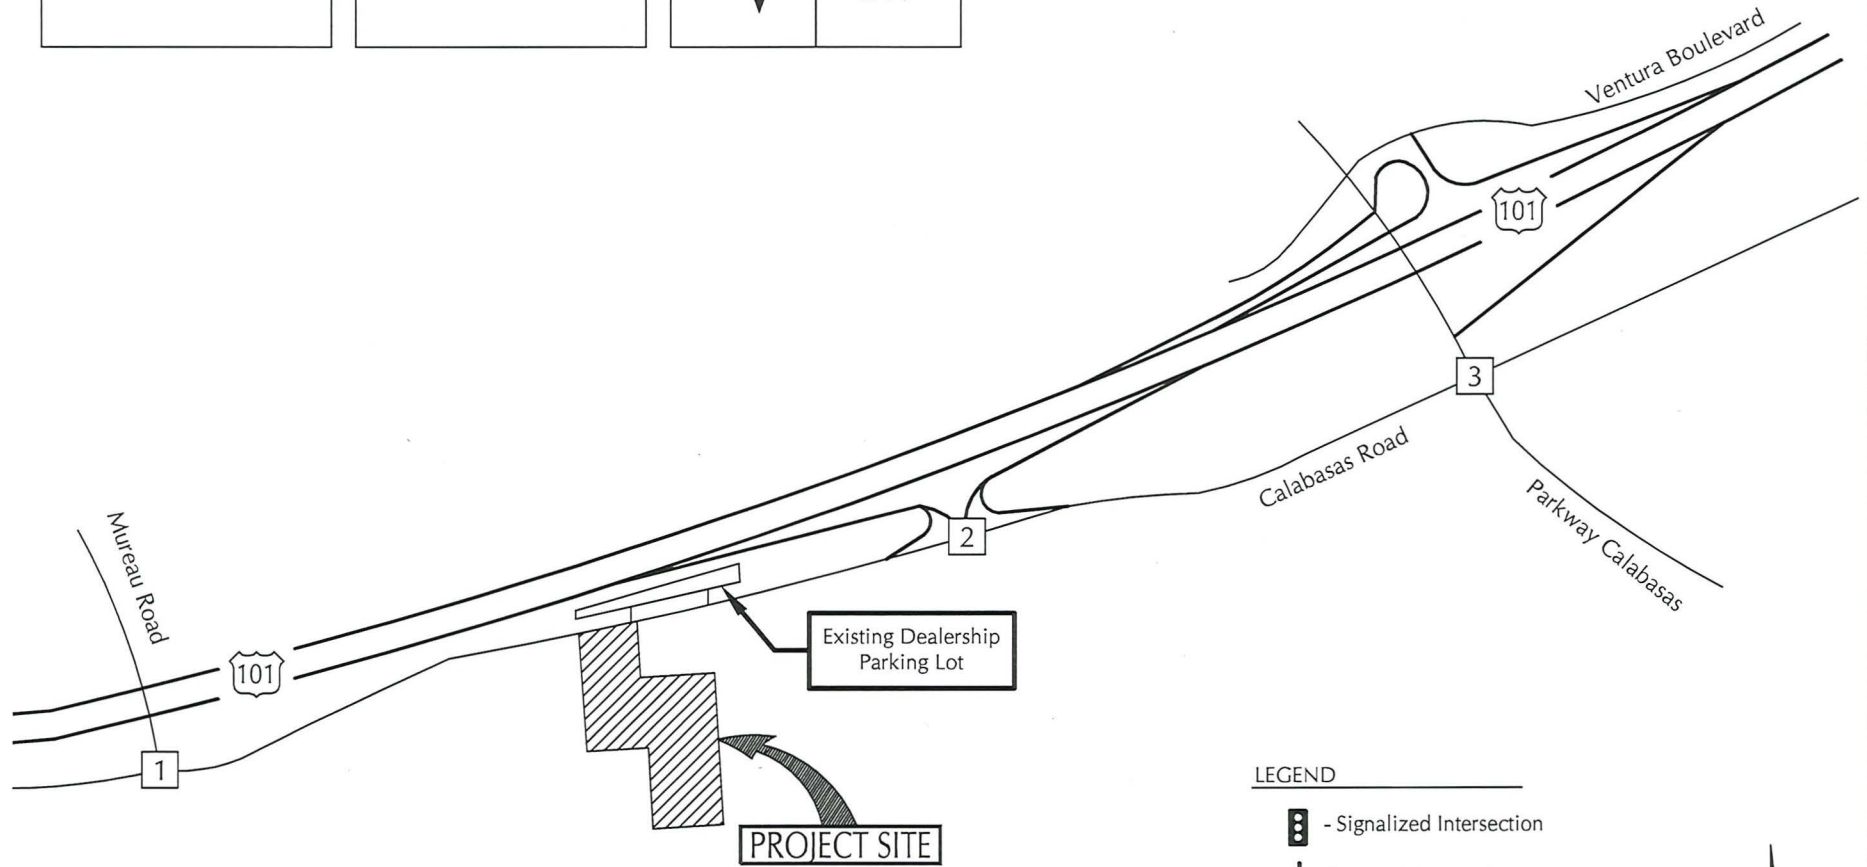 Ventura Boulevard
101
3
Calabasas Road
Parkway Calabasas
2
Mureau Road
Existing Dealership
Parking Lot
101
1
LEGEND
- Signalized Intersection
PROJECT SITE